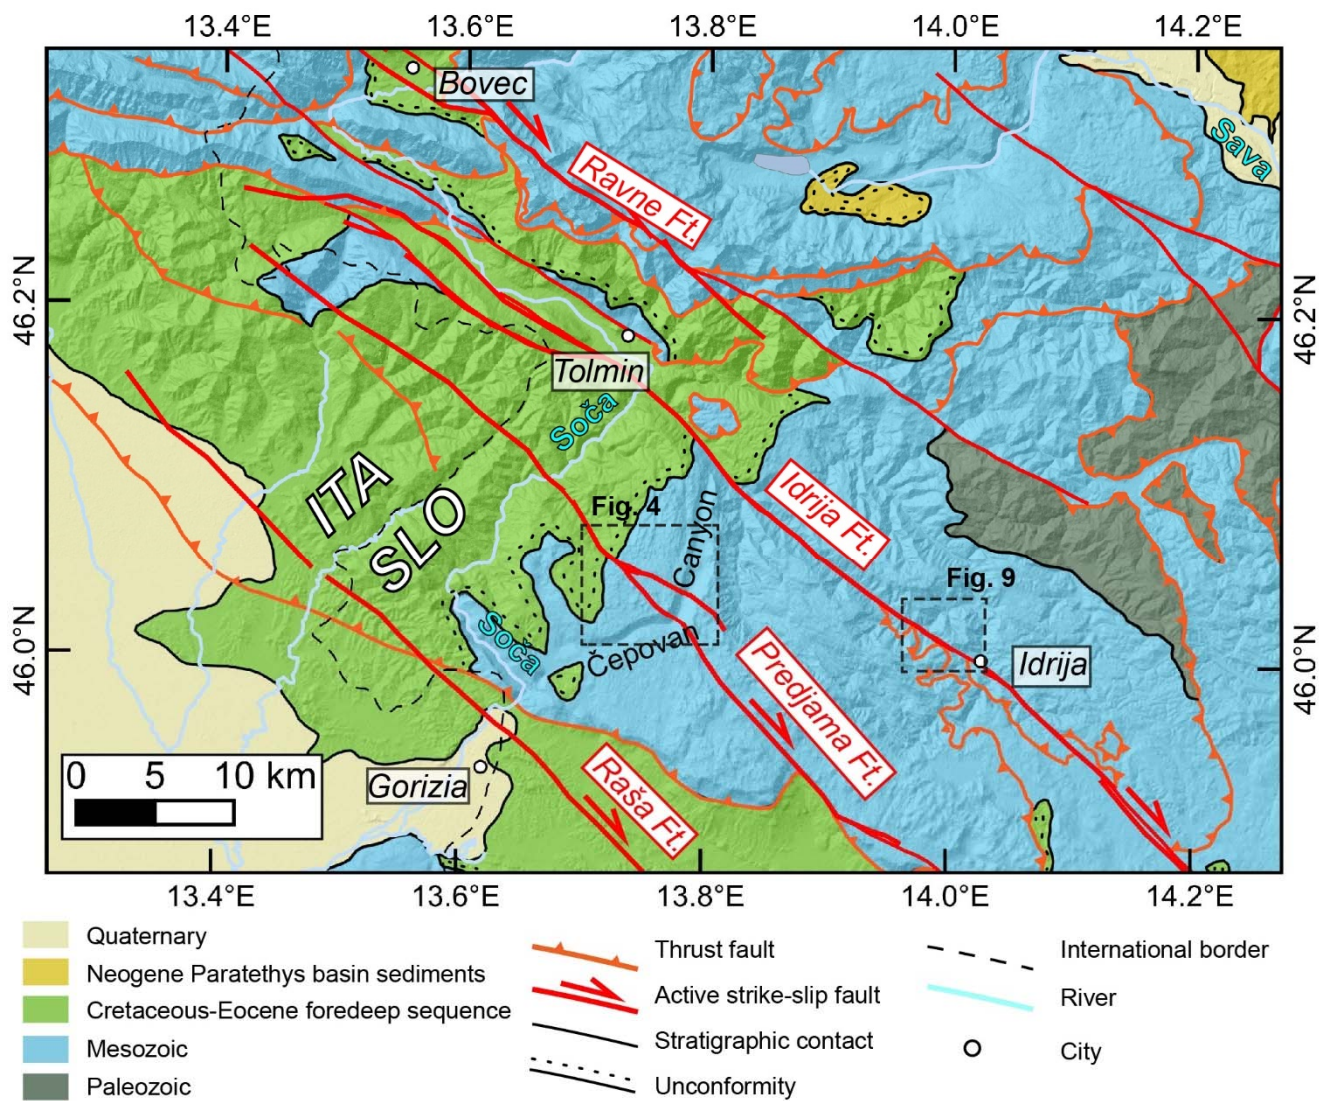 13.4°E 13.6°E 13.8°E 14.0°E 14.2°E
Bovec
Sava
Ravne Ft.
46.2°N
46.2°N
Tolmin
Soča
ITA
SLO
Fig. 4
Canyon
Idrija Ft.
Fig. 9
Soča
Čepovan
Idrija
46.0°N
46.0°N
Predjama Ft.
0 5 10 km
Gorizia
Raša Ft.
13.4°E 13.6°E 13.8°E 14.0°E 14.2°E
Quaternary
Neogene Paratethys basin sediments
Cretaceous-Eocene foredeep sequence
Mesozoic
Paleozoic
Thrust fault
Active strike-slip fault
Stratigraphic contact
Unconformity
International border
River
City